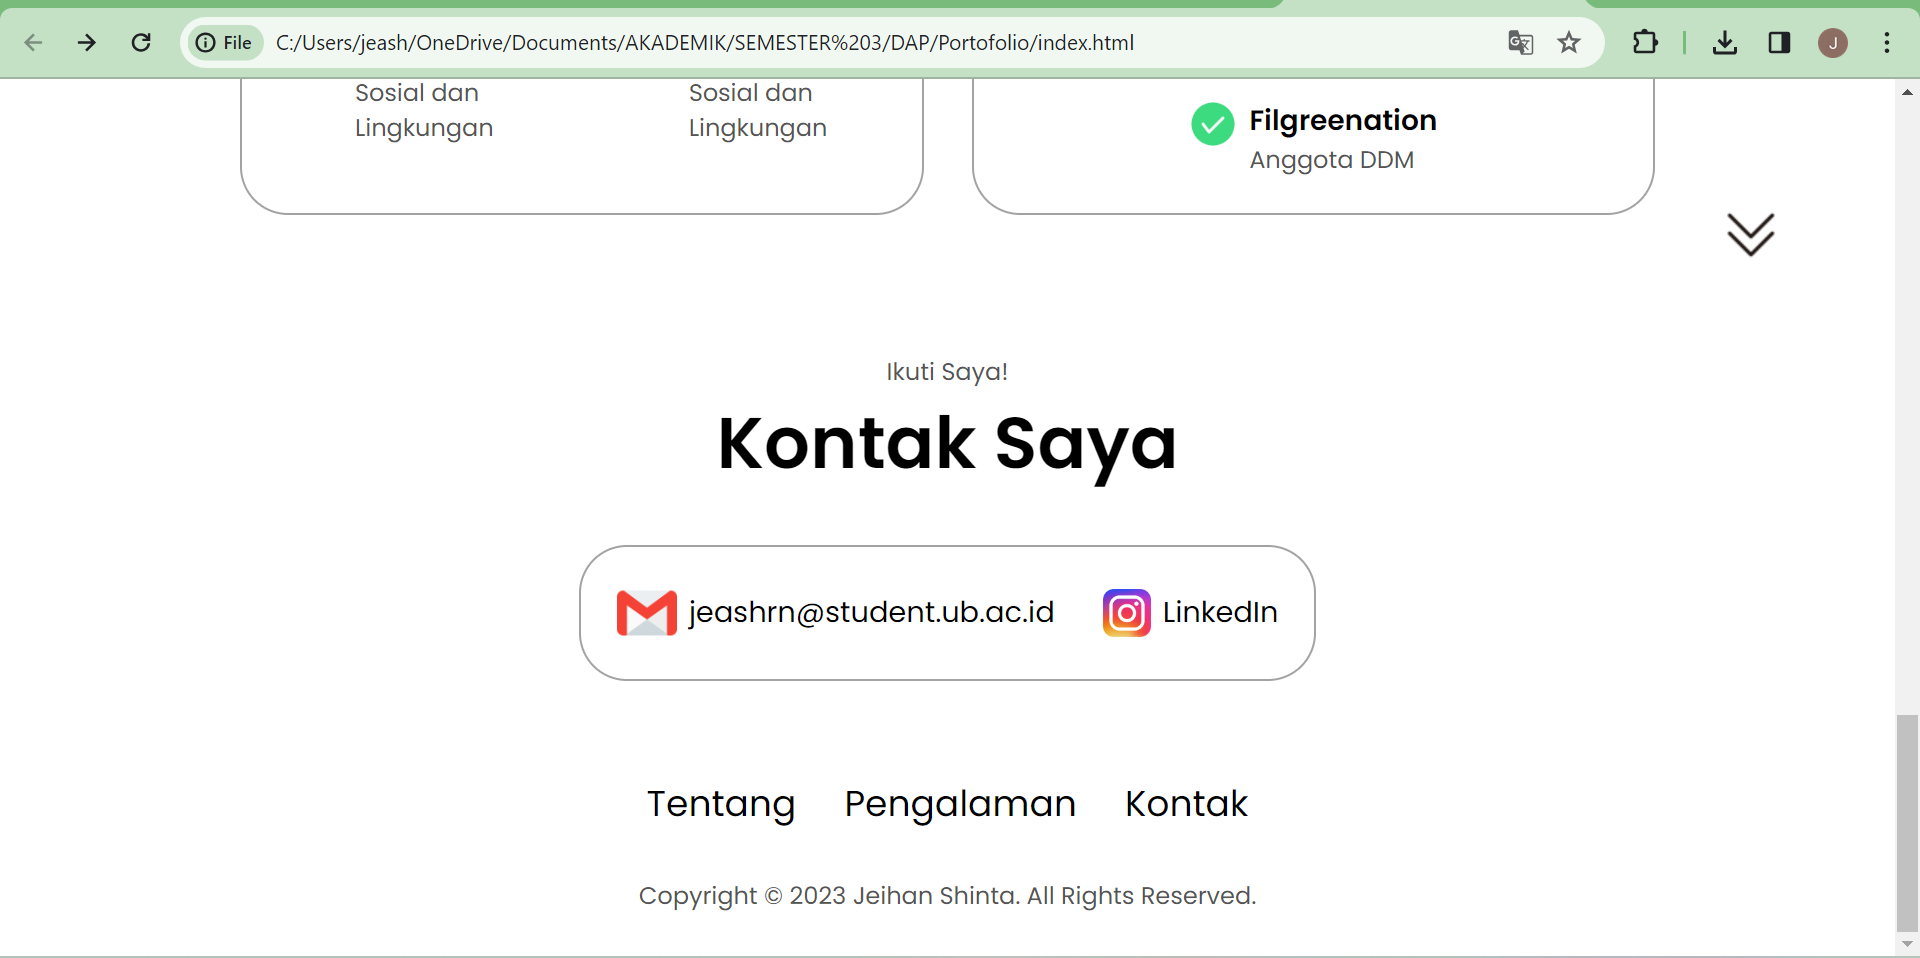 File C:/Users/jeash/OneDrive/Documents/AKADEMIK/SEMESTER%203/DAP/Portofolio/index.html J
Sosial dan
Lingkungan
Sosial dan
Lingkungan
Filgreenation
Anggota DDM
Ikuti Saya!
Kontak Saya
jeashrn@student.ub.ac.id LinkedIn
Tentang Pengalaman Kontak
Copyright © 2023 Jeihan Shinta. All Rights Reserved.